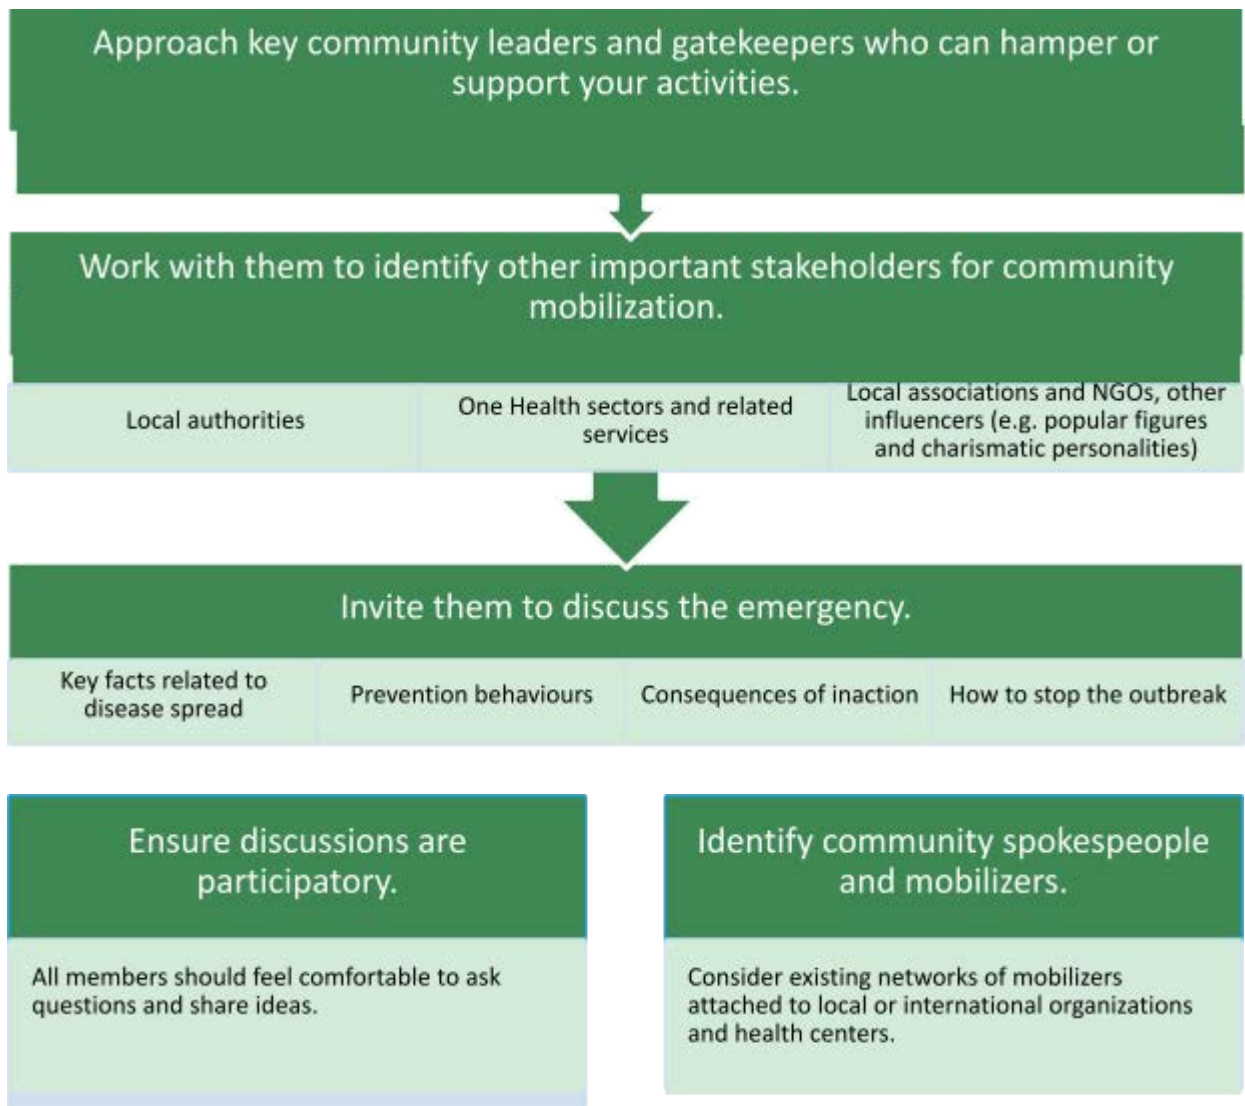 Approach key community leaders and gatekeepers who can hamper or
support your activities.
Work with them to identify other important stakeholders for community
mobilization.
Local authorities
One Health sectors and related
services
Local associations and NGOs, other
influencers (e.g. popular figures
and charismatic personalities)
Invite them to discuss the emergency.
Key facts related to
disease spread
Prevention behaviours
Consequences of inaction
How to stop the outbreak
Ensure discussions are
participatory.
All members should feel comfortable to ask
questions and share ideas.
Identify community spokespeople
and mobilizers.
Consider existing networks of mobilizers
attached to local or international organizations
and health centers.